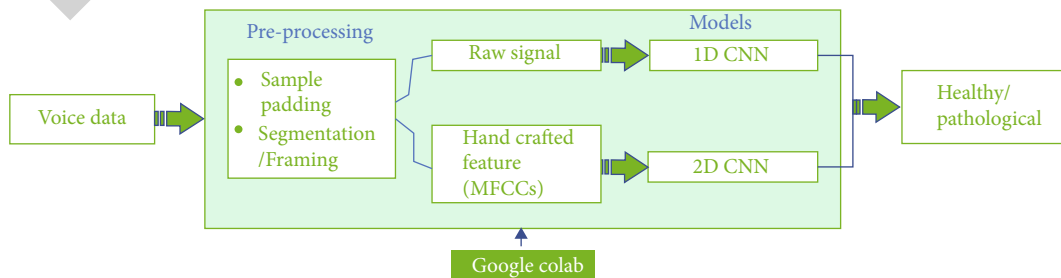 Pre-processing
Models
Voice data
• Sample
padding
• Segmentation
/Framing
Raw signal
1D CNN
Hand crafted
feature
(MFCCs)
2D CNN
Healthy/
pathological
Google colab